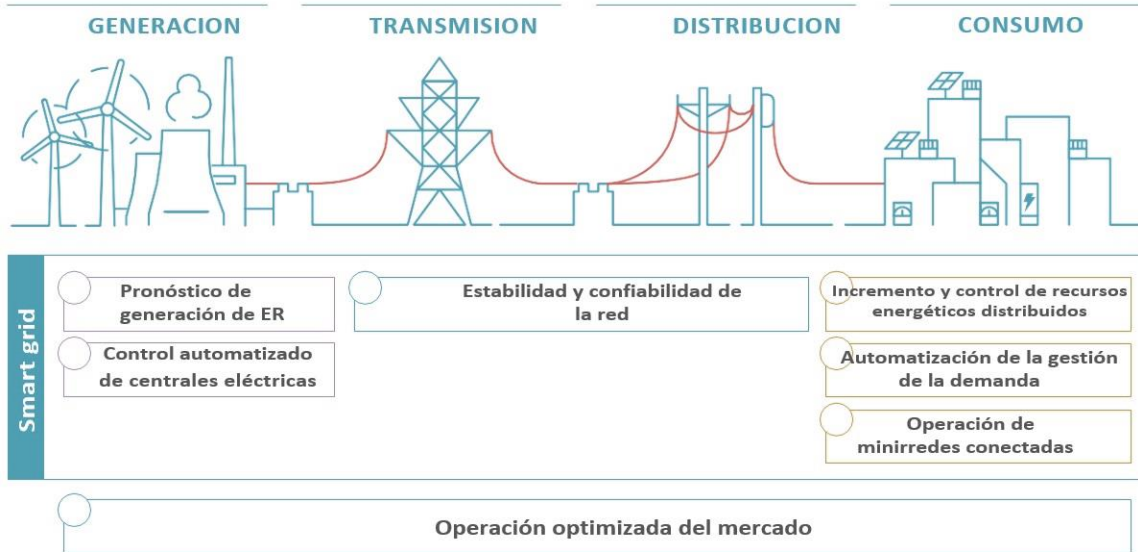 GENERACION
TRANSMISION
DISTRIBUCION
CONSUMO
Smart grid
Pronóstico de
generación de ER
Estabilidad y confiabilidad de
la red
Incremento y control de recursos
energéticos distribuidos
Control automatizado
de centrales eléctricas
Automatización de la gestión
de la demanda
Operación de
minirredes conectadas
Operación optimizada del mercado